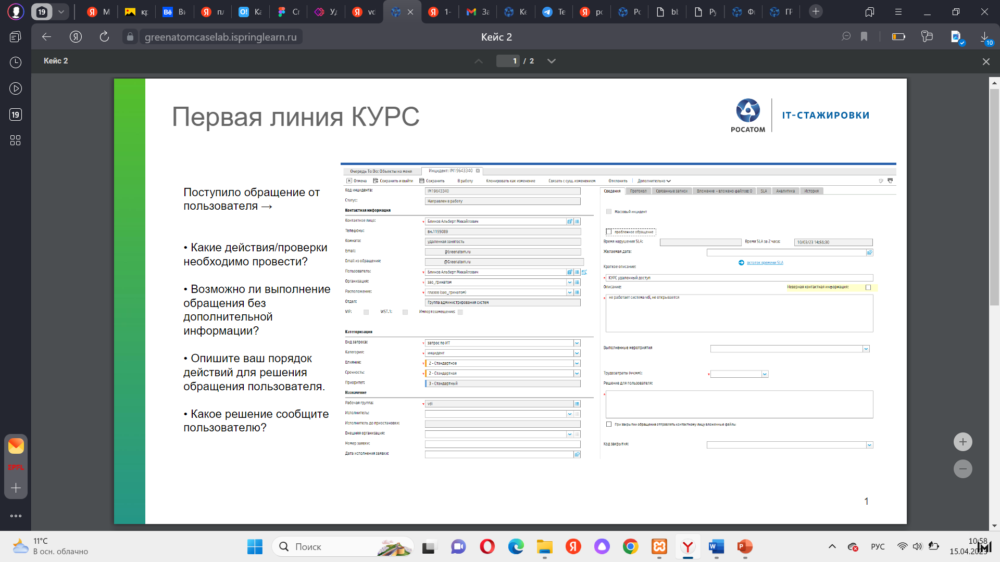 19
М
кр
Bē
Ви
Я
пл
O!
Ка
Сп
Уд
Я
vd
Я
1-
За
Ке
Те
Я
рс
Рс
bl
Ру
Фи
ГР
greenatomcaselab.ispringlearn.ru
Кейс 2
10
Кейс 2
1 / 2
19
Первая линия КУРС
РОСАТОМ
IT-СТАЖИРОВКИ
Поступило обращение от
пользователя →
• Какие действия/проверки
необходимо провести?
• Возможно ли выполнение
обращения без
дополнительной
информации?
• Опишите ваш порядок
действий для решения
обращения пользователя.
• Какое решение сообщите
пользователю?
Очередь To Do: Объекты на меня
Инцидент: IM19643340
Отмена
Сохранить и выйти
Сохранить
В работу
Клонировать как изменение
Связать с сущ. изменением
Отклонить
Дополнительно
Код инцидента: IM19643340
Статус: Направлен в работу
Контактная информация
Контактное лицо: * Блинов Альберт Михайлович
Телефоны: вн.1155089
Комната: удаленная занятость
Email: @Greenatom.ru
Email из обращения: @Greenatom.ru
Пользователь: * Блинов Альберт Михайлович
Организация: * зао_гринатом
Расположение: * глазов (зао_гринатом)
Отдел: Группа администрирования систем
VIP: WST.1: Импортозамещение:
Категоризация
Вид запроса: * запрос по ИТ
Категория: * инцидент
Влияние: * 2 - Стандартное
Срочность: * 2 - Стандартная
Приоритет: 3 - Стандартный
Назначение
Рабочая группа: * vdi
Исполнитель:
Исполнитель до приостановки:
Внешняя организация:
Номер заявки:
Дата исполнения заявки:
Сведения
Протокол
Связанные записи
Вложение - вложено файлов: 0
SLA
Аналитика
История
Массовый инцидент
проблемное обращение
Время нарушения SLA: Время SLA за 2 часа: 10/03/23 14:56:30
Желаемая дата:
остаток времени SLA
Краткое описание:
* КУРС удаленный доступ
Описание: Неверная контактная информация:
* не работает система vdi, не открывается
Выполненные мероприятия
Трудозатраты (чч:мм): *
Решение для пользователя:
*
При закрытии обращения отправлять контактному лицу вложенные файлы
Код закрытия:
1
EPFL
11°C
В осн. облачно
Поиск
РУС
10:58
15.04.2023